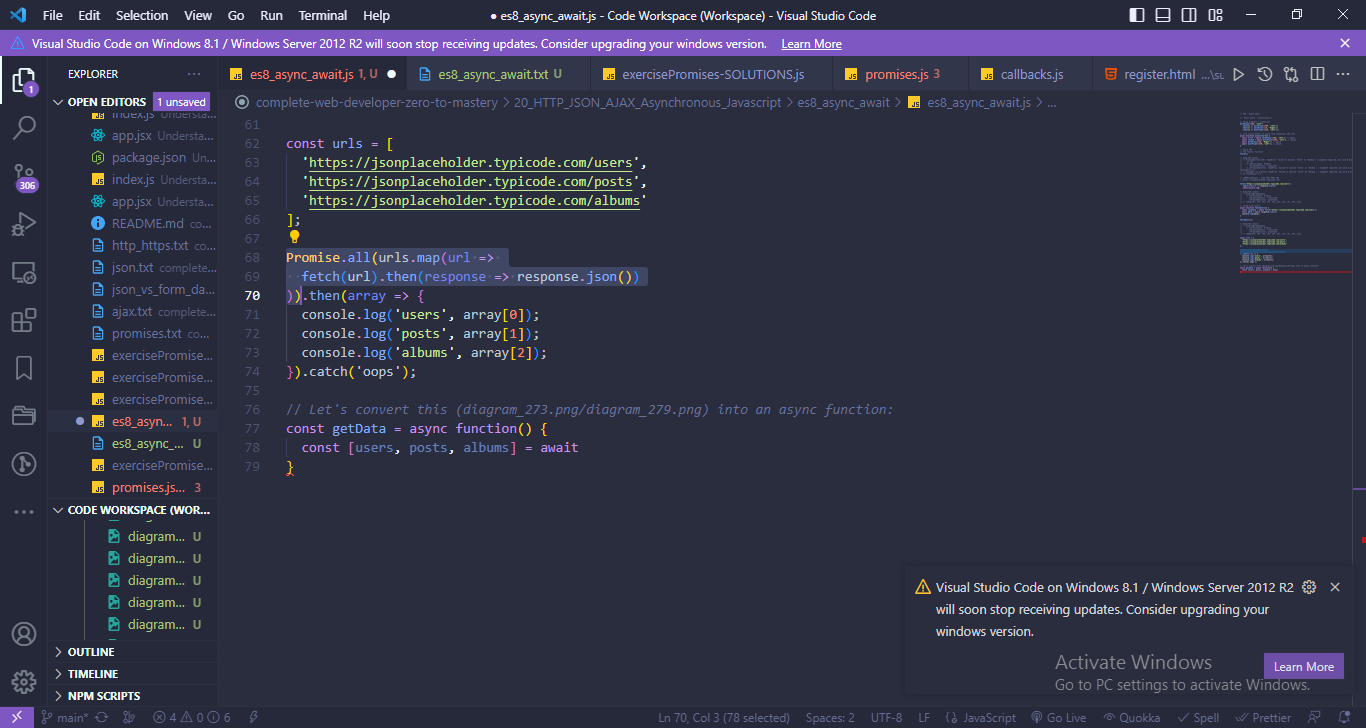 File Edit Selection View Go Run Terminal Help
● es8_async_await.js - Code Workspace (Workspace) - Visual Studio Code
Visual Studio Code on Windows 8.1 / Windows Server 2012 R2 will soon stop receiving updates. Consider upgrading your windows version. Learn More
EXPLORER
es8_async_await.js 1, U
es8_async_await.txt U
exercisePromises-SOLUTIONS.js
promises.js 3
callbacks.js
register.html ...\su
1
OPEN EDITORS 1 unsaved
complete-web-developer-zero-to-mastery > 20_HTTP_JSON_AJAX_Asynchronous_Javascript > es8_async_await > es8_async_await.js > ...
index.js Understa...
app.jsx Understa...
package.json Un...
index.js Understa...
app.jsx Understa...
README.md co...
http_https.txt co...
json.txt complete...
json_vs_form_da...
ajax.txt complete...
promises.txt co...
exercisePromise...
exercisePromise...
exercisePromise...
es8_asyn... 1, U
es8_async_... U
exercisePromise...
promises.js... 3
306
CODE WORKSPACE (WOR...
diagram... U
diagram... U
diagram... U
diagram... U
diagram... U
OUTLINE
TIMELINE
NPM SCRIPTS
61
62 const urls = [
63 'https://jsonplaceholder.typicode.com/users',
64 'https://jsonplaceholder.typicode.com/posts',
65 'https://jsonplaceholder.typicode.com/albums'
66 ];
67
68 Promise.all(urls.map(url =>
69 fetch(url).then(response => response.json())
70 )).then(array => {
71 console.log('users', array[0]);
72 console.log('posts', array[1]);
73 console.log('albums', array[2]);
74 }).catch('oops');
75
76 // Let's convert this (diagram_273.png/diagram_279.png) into an async function:
77 const getData = async function() {
78 const [users, posts, albums] = await
79 }
Visual Studio Code on Windows 8.1 / Windows Server 2012 R2
will soon stop receiving updates. Consider upgrading your
windows version.
Learn More
Activate Windows
Go to PC settings to activate Windows.
main* 4 0 6
Ln 70, Col 3 (78 selected) Spaces: 2 UTF-8 LF {} JavaScript Go Live Quokka Spell Prettier